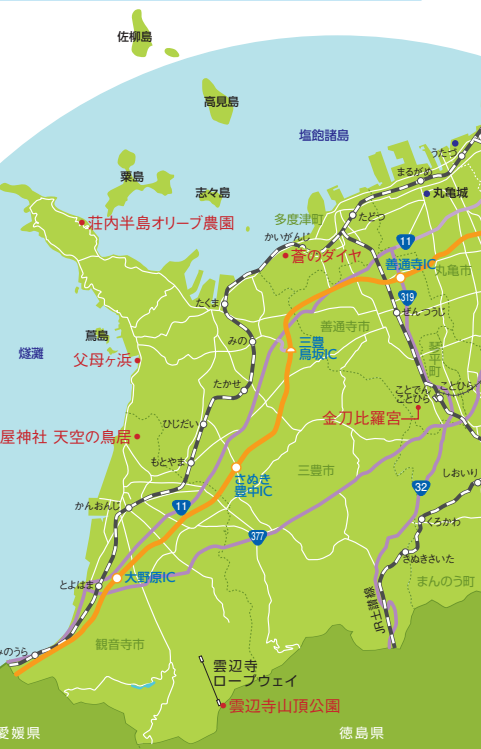 佐柳島
高見島
塩飽諸島
うたづ
粟島
まるがめ
志々島
丸亀城
荘内半島オリーブ農園
多度津町
たどつ
かいがんじ
11
蒼のダイヤ
善通寺IC
丸亀市
319
たくま
ぜんつうじ
蔦島
みの
善通寺市
三豊
鳥坂IC
琴平町
燧灘
父母ヶ浜
たかせ
ことでん
ことひら
ことひら
金刀比羅宮
ひじだい
屋神社 天空の鳥居
もとやま
さぬき
豊中IC
三豊市
しおいり
32
かんおんじ
11
くろかわ
377
さぬきさいた
とよはま
大野原IC
まんのう町
JR土讃線
観音寺市
みのうら
雲辺寺
ロープウェイ
雲辺寺山頂公園
愛媛県
徳島県